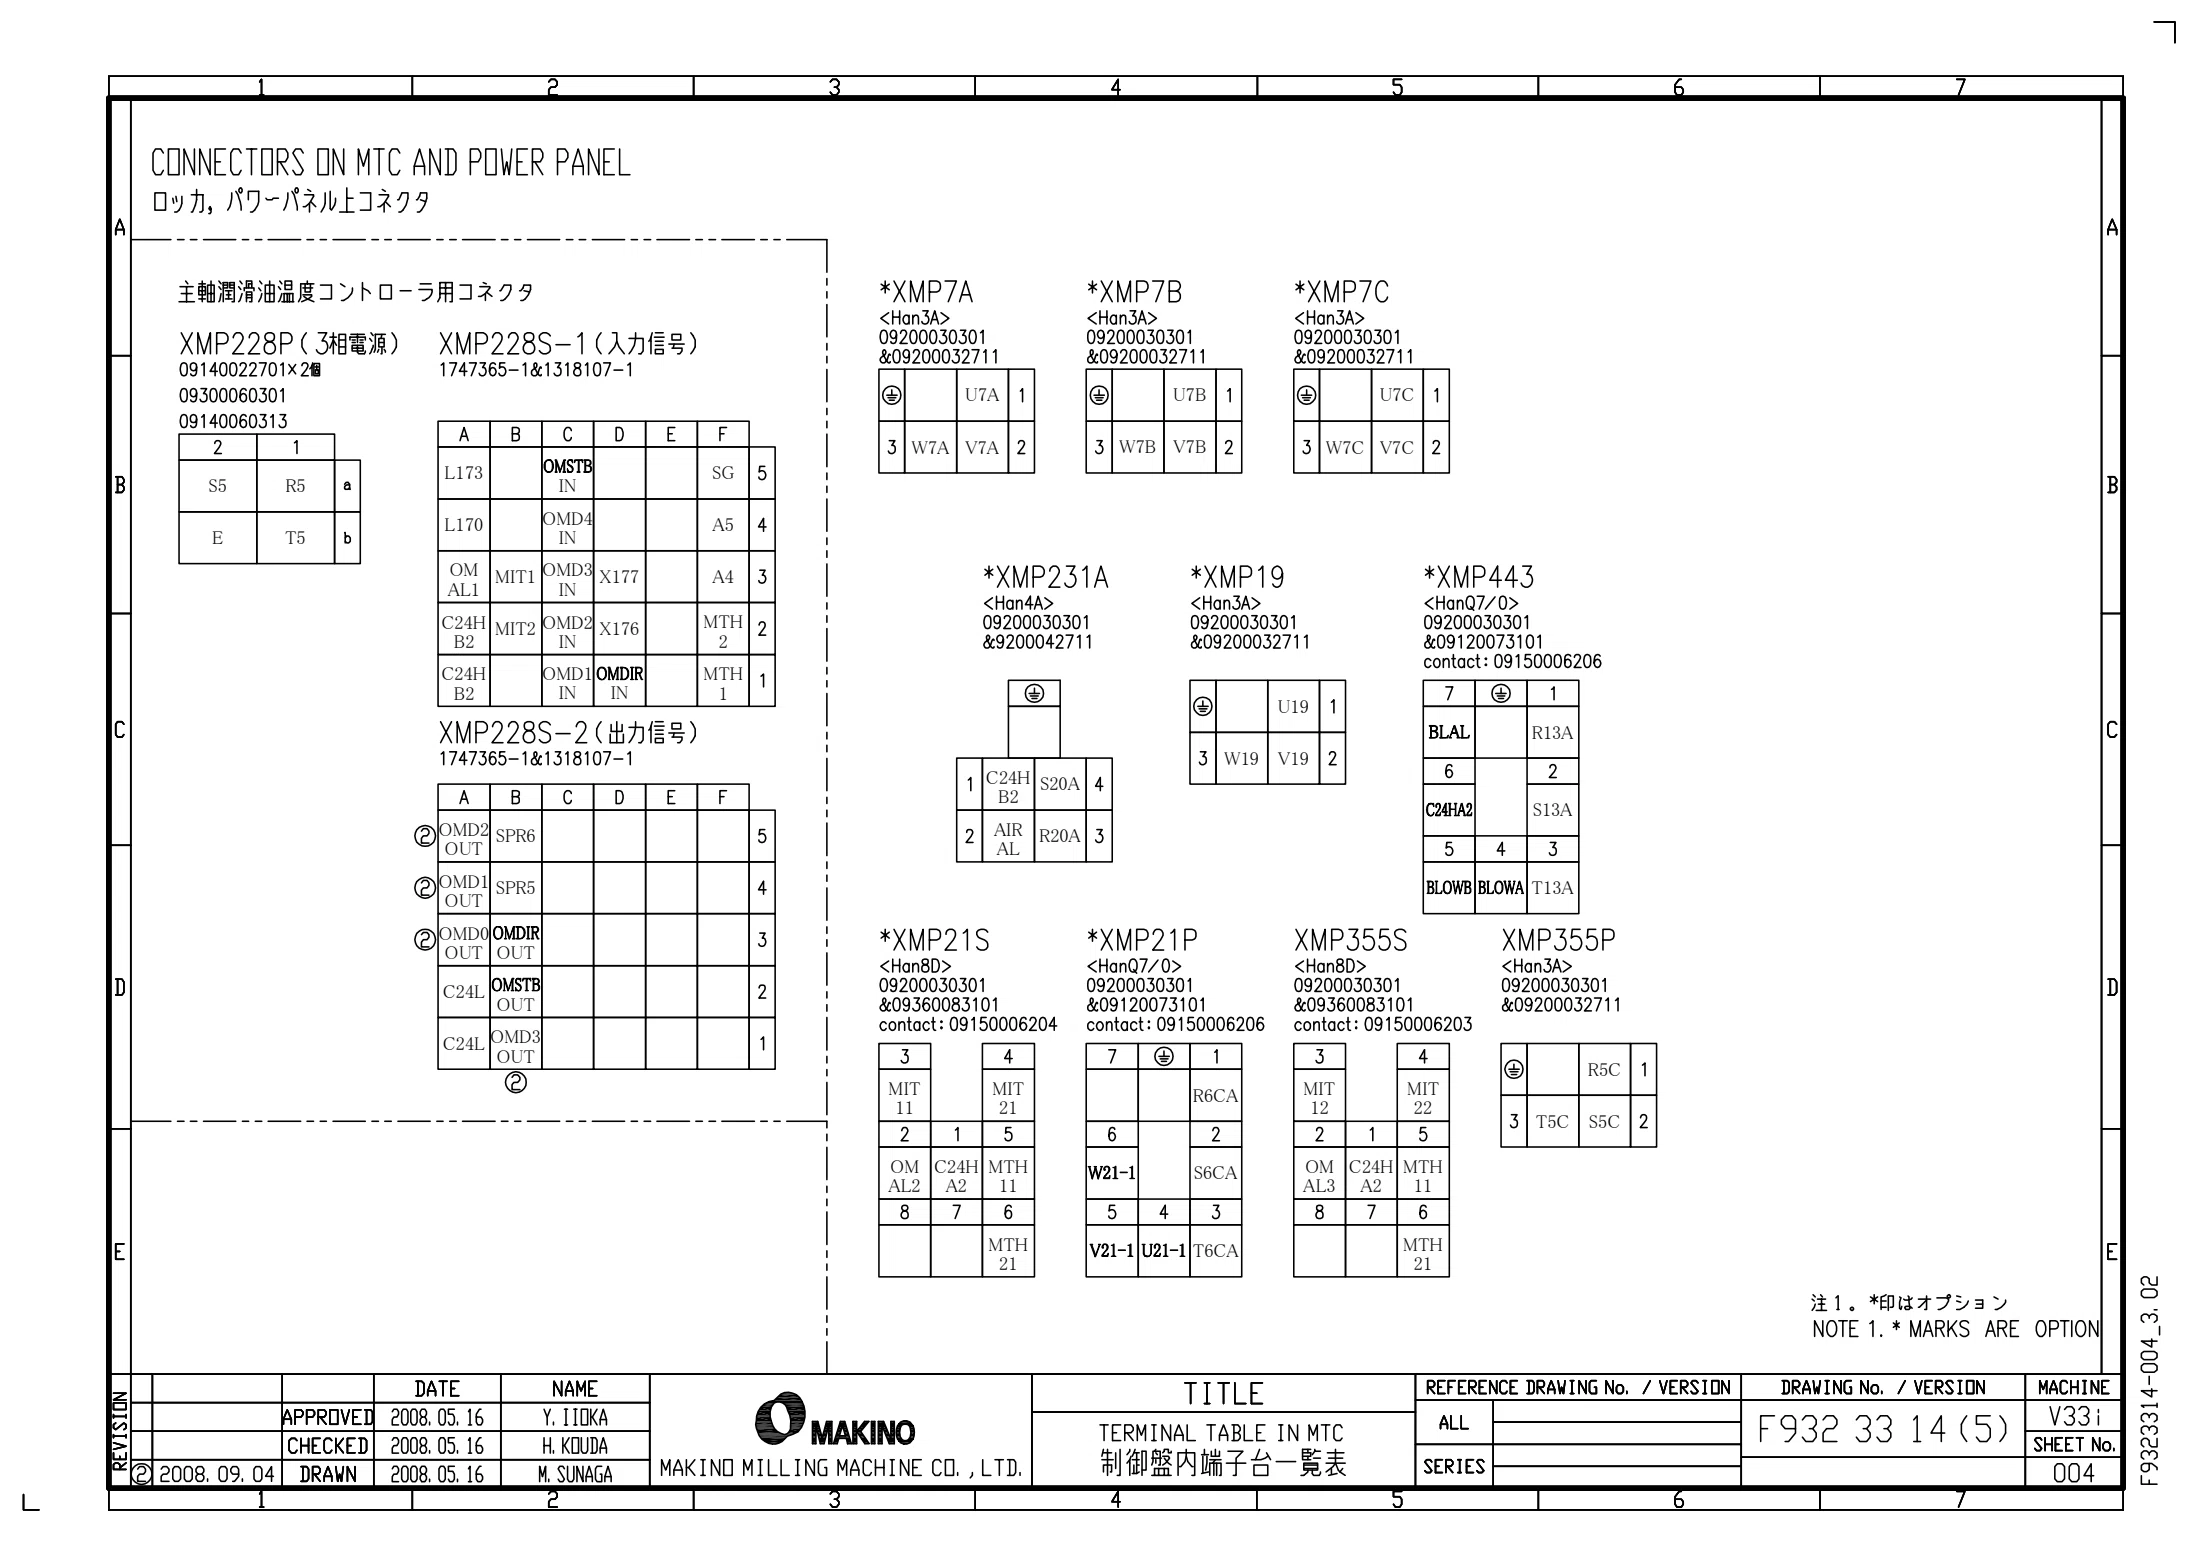 1 2 3 4 5 6 7
CONNECTORS ON MTC AND POWER PANEL
ロッカ, パワーパネル上コネクタ
A A
主軸潤滑油温度コントローラ用コネクタ
XMP228P(3相電源)
09140022701×2個
09300060301
09140060313
2 1
S5 R5 a
E T5 b
XMP228S-1(入力信号)
1747365-1&1318107-1
A B C D E F
L173 OMSTB IN SG 5
L170 OMD4 IN A5 4
OM AL1 MIT1 OMD3 IN X177 A4 3
C24H B2 MIT2 OMD2 IN X176 MTH 2 2
C24H B2 OMD1 IN OMDIR IN MTH 1 1
XMP228S-2(出力信号)
1747365-1&1318107-1
A B C D E F
② OMD2 OUT SPR6 5
② OMD1 OUT SPR5 4
② OMD0 OUT OMDIR OUT 3
C24L OMSTB OUT 2
C24L OMD3 OUT 1
②
*XMP7A
<Han3A>
09200030301
&09200032711
U7A 1
3 W7A V7A 2
*XMP7B
<Han3A>
09200030301
&09200032711
U7B 1
3 W7B V7B 2
*XMP7C
<Han3A>
09200030301
&09200032711
U7C 1
3 W7C V7C 2
B B
*XMP231A
<Han4A>
09200030301
&9200042711
1 C24H B2 S20A 4
2 AIR AL R20A 3
*XMP19
<Han3A>
09200030301
&09200032711
U19 1
3 W19 V19 2
*XMP443
<HanQ7/0>
09200030301
&09120073101
contact: 09150006206
7 1
BLAL R13A
6 2
C24HA2 S13A
5 4 3
BLOWB BLOWA T13A
C C
*XMP21S
<Han8D>
09200030301
&09360083101
contact: 09150006204
3 4
MIT 11 MIT 21
2 1 5
OM AL2 C24H A2 MTH 11
8 7 6
MTH 21
*XMP21P
<HanQ7/0>
09200030301
&09120073101
contact: 09150006206
7 1
R6CA
6 2
W21-1 S6CA
5 4 3
V21-1 U21-1 T6CA
XMP355S
<Han8D>
09200030301
&09360083101
contact: 09150006203
3 4
MIT 12 MIT 22
2 1 5
OM AL3 C24H A2 MTH 11
8 7 6
MTH 21
XMP355P
<Han3A>
09200030301
&09200032711
R5C 1
3 T5C S5C 2
D D
E E
注1。*印はオプション
NOTE 1. * MARKS ARE OPTION
REVISION
② 2008. 09. 04
DATE NAME
APPROVED 2008. 05. 16 Y. IIOKA
CHECKED 2008. 05. 16 H. KOUDA
DRAWN 2008. 05. 16 M. SUNAGA
MAKINO
MAKINO MILLING MACHINE CO. , LTD.
TITLE
TERMINAL TABLE IN MTC
制御盤内端子台一覧表
REFERENCE DRAWING No. / VERSION
ALL
SERIES
DRAWING No. / VERSION
F932 33 14(5)
MACHINE
V33i
SHEET No.
004
1 2 3 4 5 6 7
F9323314-004_3. 02